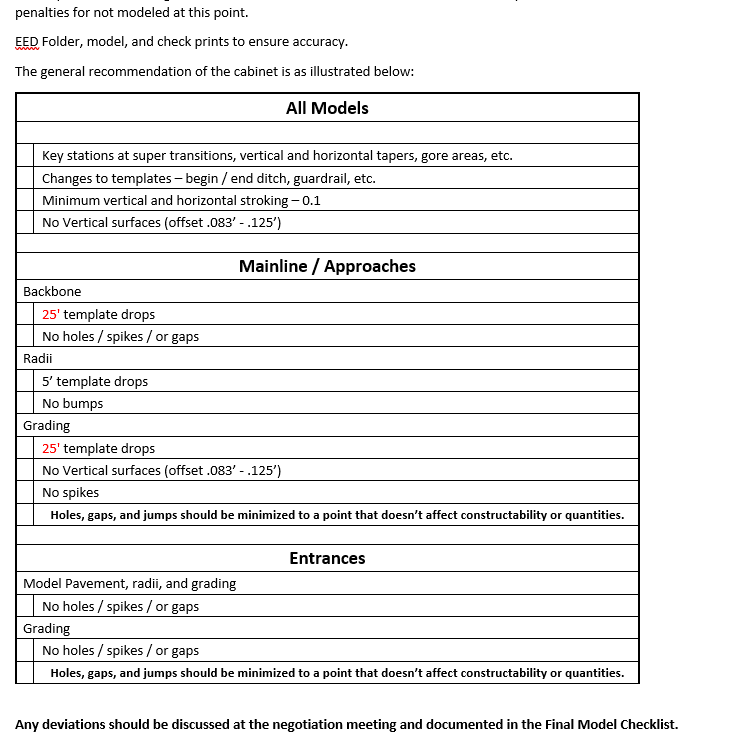 penalties for not modeled at this point.
EED Folder, model, and check prints to ensure accuracy.
The general recommendation of the cabinet is as illustrated below:
All Models
Key stations at super transitions, vertical and horizontal tapers, gore areas, etc.
Changes to templates – begin / end ditch, guardrail, etc.
Minimum vertical and horizontal stroking – 0.1
No Vertical surfaces (offset .083’ - .125’)
Mainline / Approaches
Backbone
25' template drops
No holes / spikes / or gaps
Radii
5’ template drops
No bumps
Grading
25' template drops
No Vertical surfaces (offset .083’ - .125’)
No spikes
Holes, gaps, and jumps should be minimized to a point that doesn’t affect constructability or quantities.
Entrances
Model Pavement, radii, and grading
No holes / spikes / or gaps
Grading
No holes / spikes / or gaps
Holes, gaps, and jumps should be minimized to a point that doesn’t affect constructability or quantities.
Any deviations should be discussed at the negotiation meeting and documented in the Final Model Checklist.